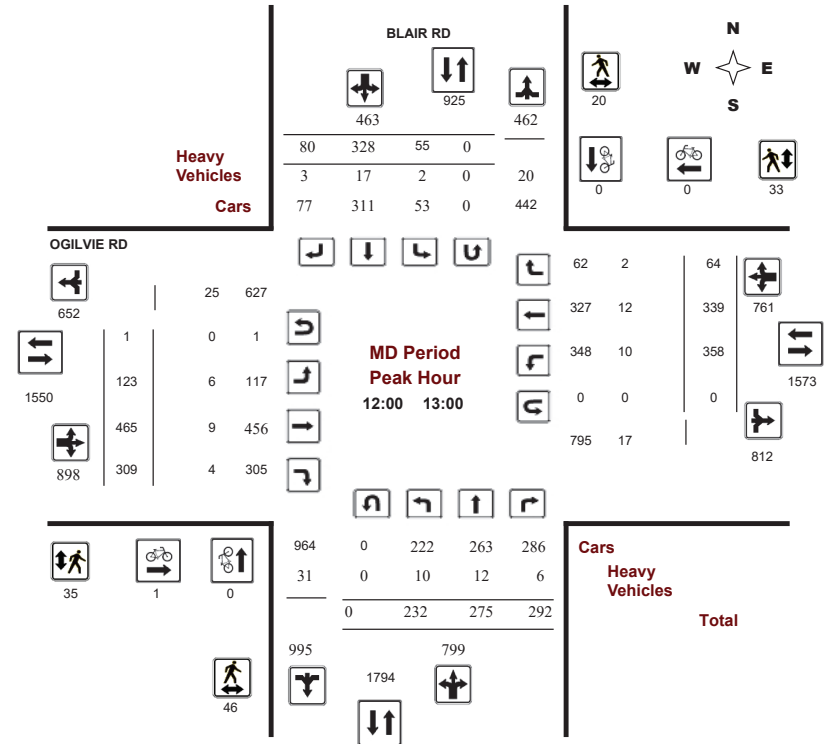 BLAIR RD
N
W E
S
925
20
463 462
80 328 55 0
Heavy
Vehicles
3 17 2 0 20
Cars
77 311 53 0 442
0 0 33
OGILVIE RD
652
25 627
1 0 1
1550
123 6 117
465 9 456
898
309 4 305
MD Period
Peak Hour
12:00 13:00
62 2 64
327 12 339 761
348 10 358
1573
0 0 0
795 17
812
35 1 0
46
964 0 222 263 286
31 0 10 12 6
0 232 275 292
995 799
1794
Cars
Heavy
Vehicles
Total